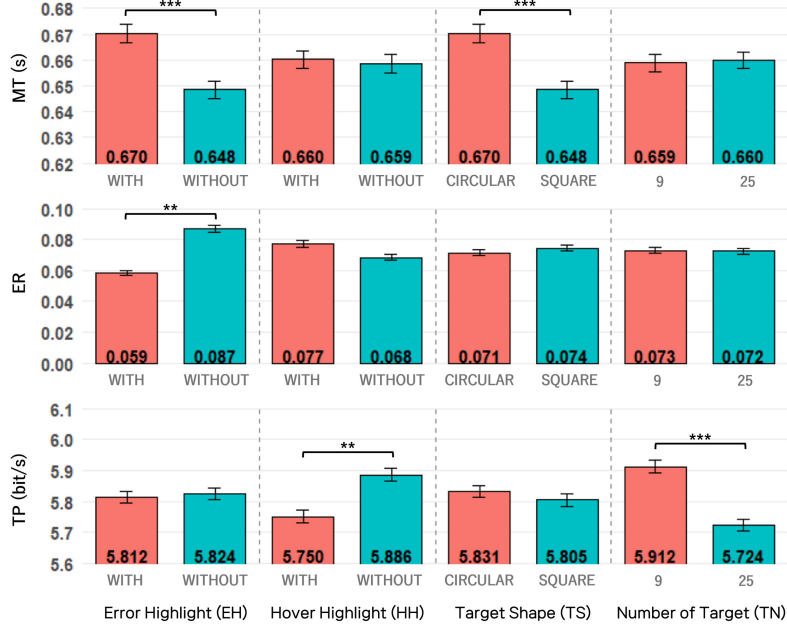 0.68
***
***
0.67
0.66
0.65
0.64
0.63
0.62
MT (s)
0.670 0.648 0.660 0.659 0.670 0.648 0.659 0.660
WITH WITHOUT WITH WITHOUT CIRCULAR SQUARE 9 25
0.10
**
0.08
0.06
0.04
0.02
0.00
ER
0.059 0.087 0.077 0.068 0.071 0.074 0.073 0.072
WITH WITHOUT WITH WITHOUT CIRCULAR SQUARE 9 25
6.1
6.0
***
**
5.9
5.8
5.7
5.6
TP (bit/s)
5.812 5.824 5.750 5.886 5.831 5.805 5.912 5.724
WITH WITHOUT WITH WITHOUT CIRCULAR SQUARE 9 25
Error Highlight (EH) Hover Highlight (HH) Target Shape (TS) Number of Target (TN)